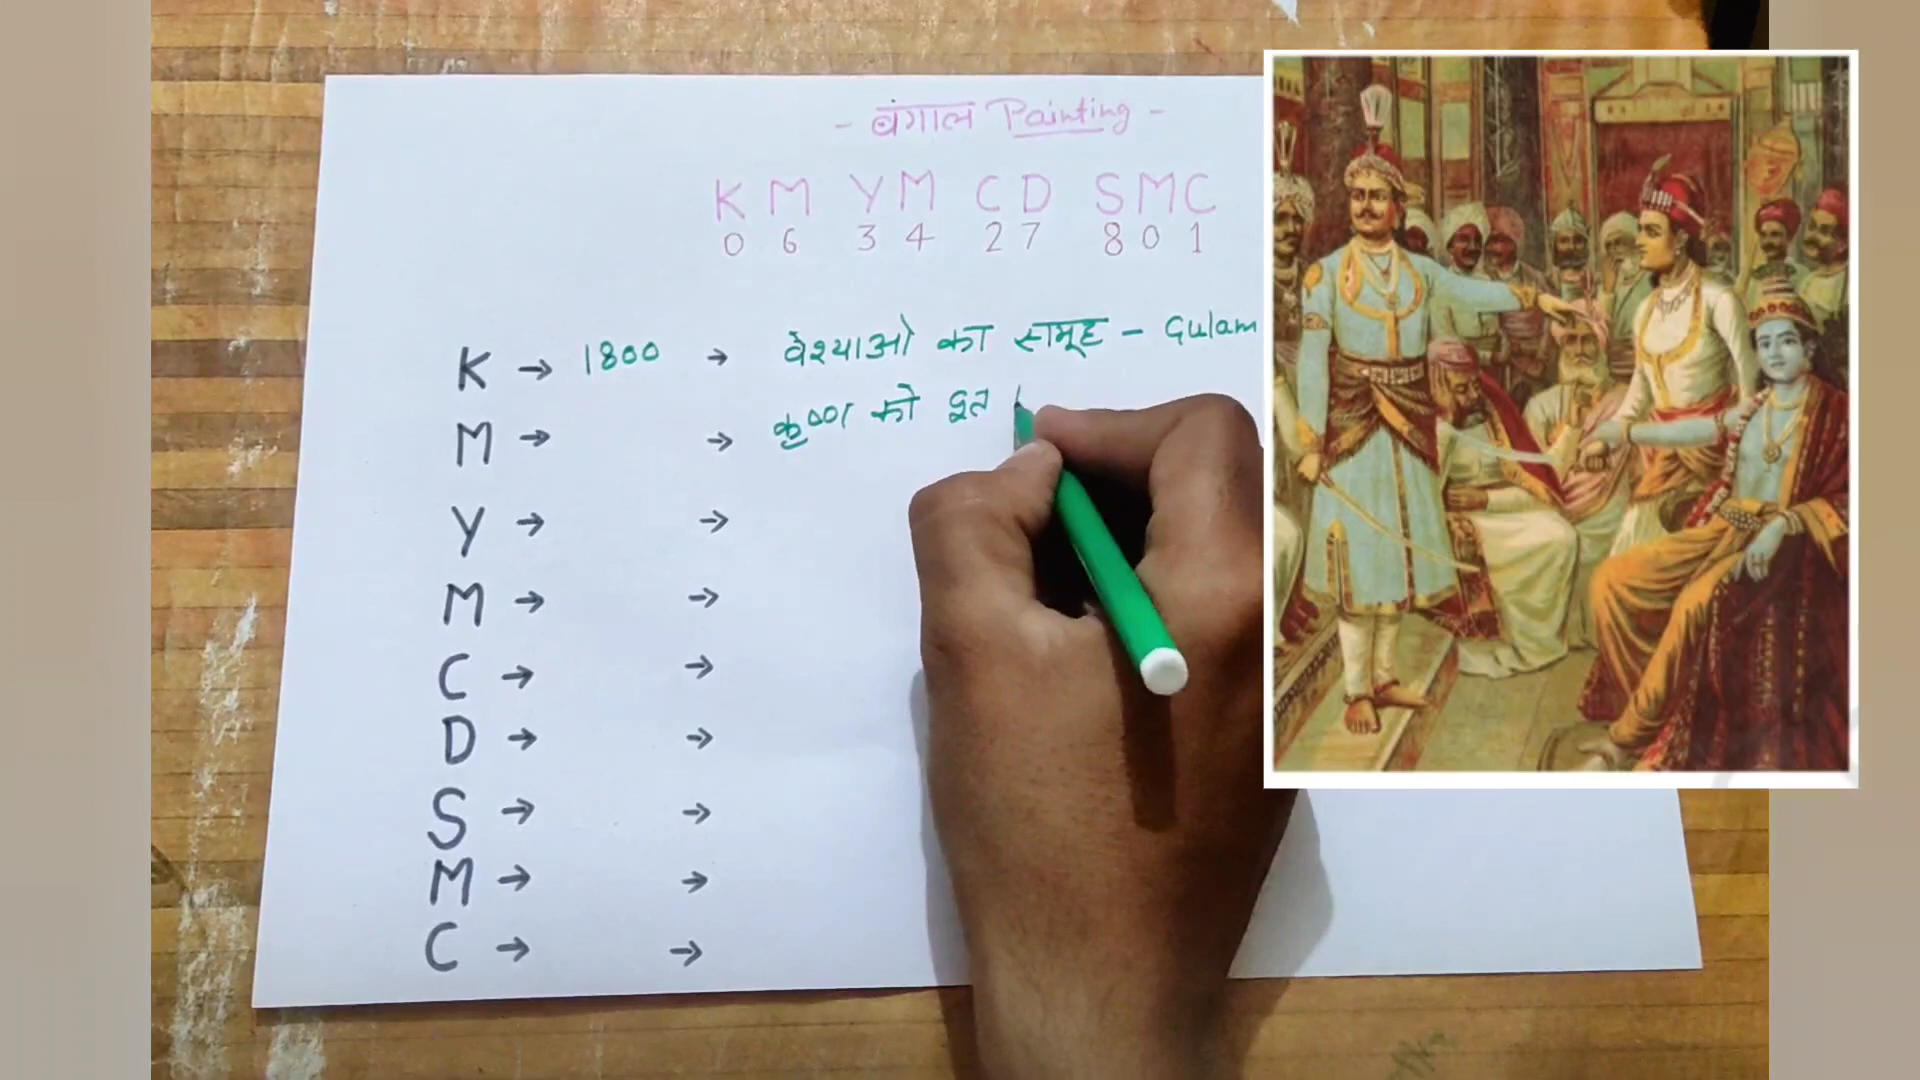 - बंगाल Painting -
K M Y M C D S M C
0 6 3 4 2 7 8 0 1
K → 1800 → वेश्याओ का समूह - Gulam
M → → कृष्ण को दूत
Y → →
M → →
C → →
D → →
S → →
M → →
C → →